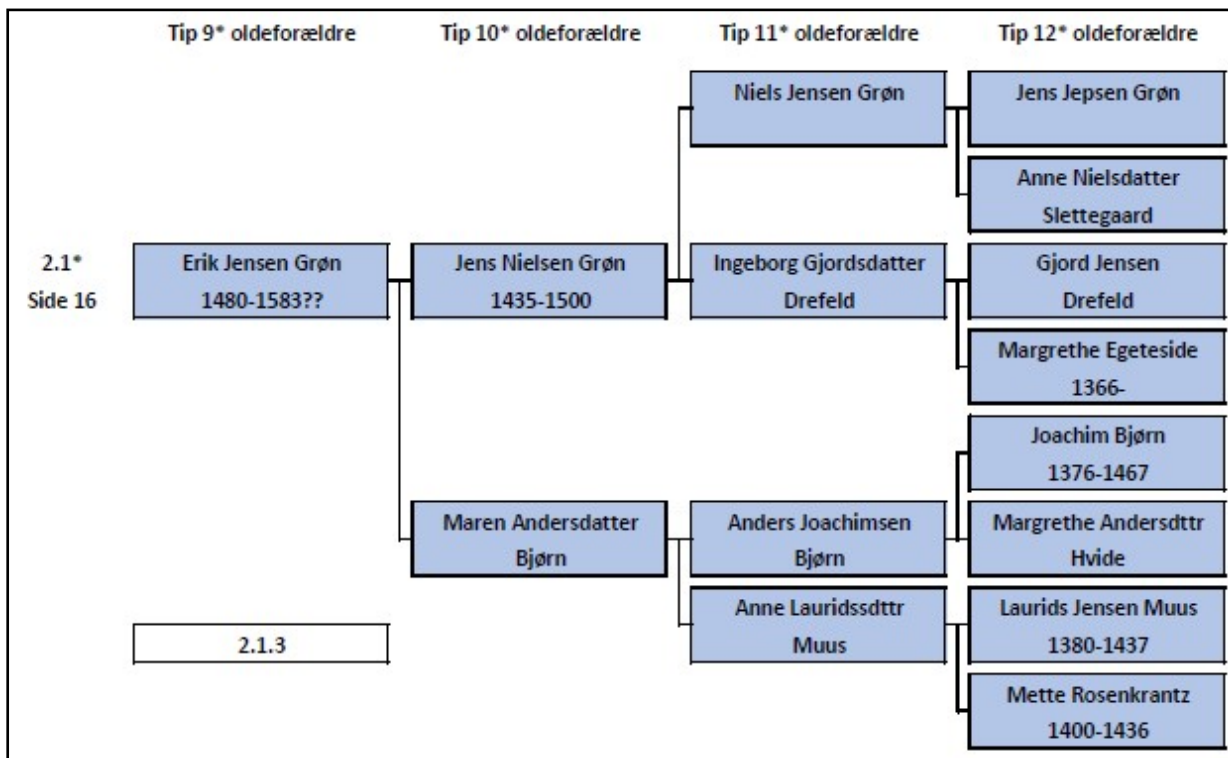 Tip 9* oldeforældre
Tip 10* oldeforældre
Tip 11* oldeforældre
Tip 12* oldeforældre
Niels Jensen Grøn
Jens Jepsen Grøn
Anne Nielsdatter
Slettegaard
2.1*
Side 16
Erik Jensen Grøn
1480-1583??
Jens Nielsen Grøn
1435-1500
Ingeborg Gjordsdatter
Drefeld
Gjord Jensen
Drefeld
Margrethe Egeteside
1366-
Joachim Bjørn
1376-1467
Maren Andersdatter
Bjørn
Anders Joachimsen
Bjørn
Margrethe Andersdttr
Hvide
2.1.3
Anne Lauridssdttr
Muus
Laurids Jensen Muus
1380-1437
Mette Rosenkrantz
1400-1436